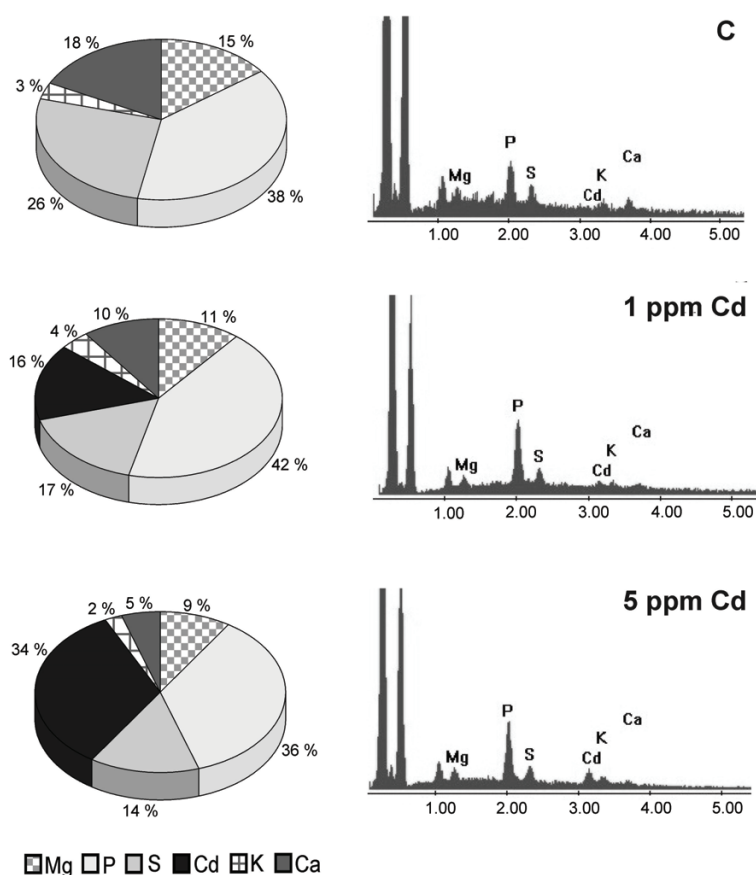 C
18 %
15 %
3 %
26 %
38 %
P
Mg
S
K
Cd
Ca
1.00 2.00 3.00 4.00 5.00
1 ppm Cd
10 %
11 %
4 %
16 %
17 %
42 %
P
Mg
S
K
Cd
Ca
1.00 2.00 3.00 4.00 5.00
5 ppm Cd
5 %
9 %
2 %
34 %
14 %
36 %
P
Mg
S
K
Cd
Ca
1.00 2.00 3.00 4.00 5.00
Mg P S Cd K Ca